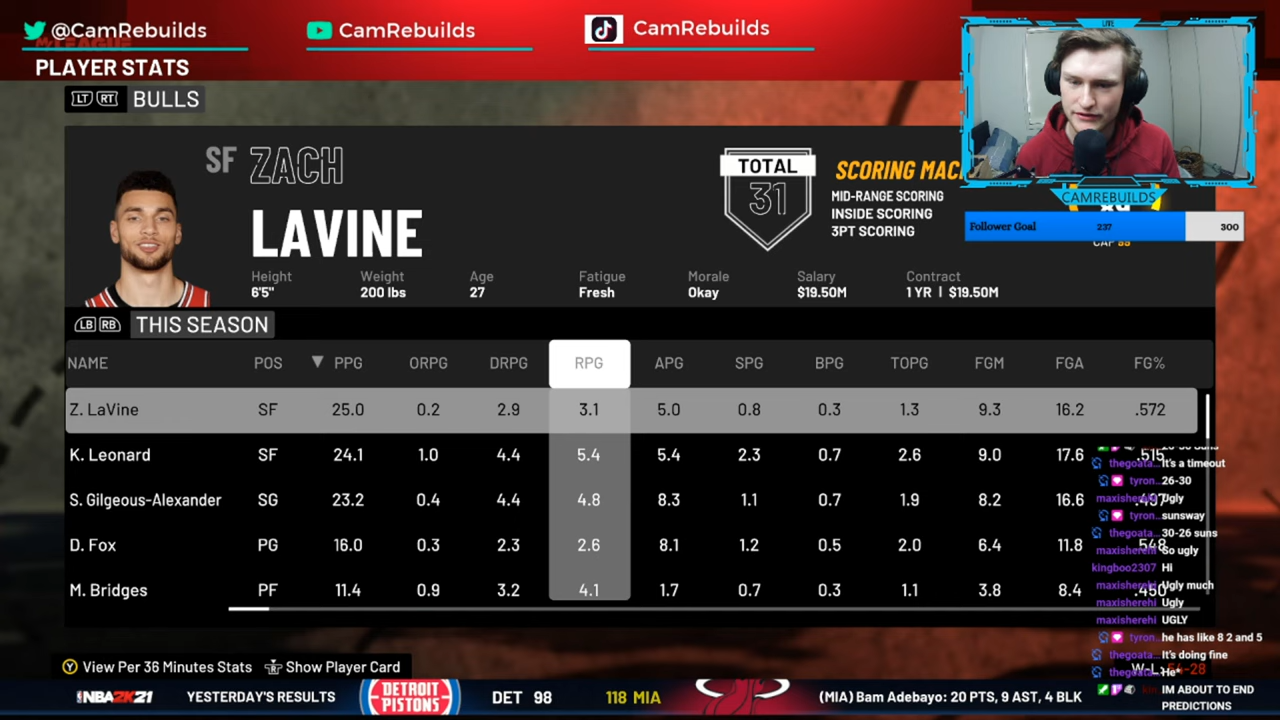 @CamRebuilds
CamRebuilds
CamRebuilds
LIVE
PLAYER STATS
LT RT BULLS
SF ZACH
LAVINE
TOTAL
31
SCORING MAC
MID-RANGE SCORING
INSIDE SCORING
3PT SCORING
CAMREBUILDS
Follower Goal 237 300
Height Weight Age Fatigue Morale Salary Contract
6'5" 200 lbs 27 Fresh Okay $19.50M 1 YR | $19.50M
LB RB THIS SEASON
NAME POS PPG ORPG DRPG RPG APG SPG BPG TOPG FGM FGA FG%
Z. LaVine SF 25.0 0.2 2.9 3.1 5.0 0.8 0.3 1.3 9.3 16.2 .572
K. Leonard SF 24.1 1.0 4.4 5.4 5.4 2.3 0.7 2.6 9.0 17.6 .515
S. Gilgeous-Alexander SG 23.2 0.4 4.4 4.8 8.3 1.1 0.7 1.9 8.2 16.6 .497
D. Fox PG 16.0 0.3 2.3 2.6 8.1 1.2 0.5 2.0 6.4 11.8 .548
M. Bridges PF 11.4 0.9 3.2 4.1 1.7 0.7 0.3 1.1 3.8 8.4 .450
thegoata... It's a timeout
tyron... 26-30
maxisherehi Ugly
tyron... sunsway
thegoata... 30-26 suns
maxisherehi So ugly
kingboo2307 Hi
maxisherehi Ugly much
maxisherehi Ugly
maxisherehi UGLY
tyron... he has like 8 2 and 5
thegoata... It's doing fine
thegoata... He*
IM ABOUT TO END
PREDICTIONS
Y View Per 36 Minutes Stats R Show Player Card
W-L 54-28
NBA2K21 YESTERDAY'S RESULTS DETROIT PISTONS DET 98 118 MIA (MIA) Bam Adebayo: 20 PTS, 9 AST, 4 BLK